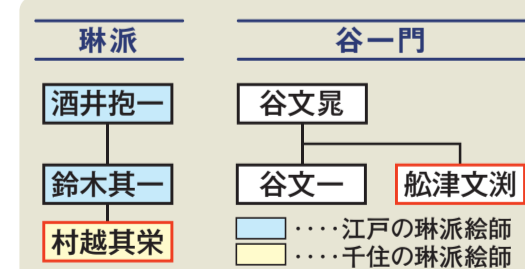 琳派
酒井抱一
鈴木其一
村越其栄
谷一門
谷文晁
谷文一
舩津文渕
‥‥江戸の琳派絵師
‥‥千住の琳派絵師